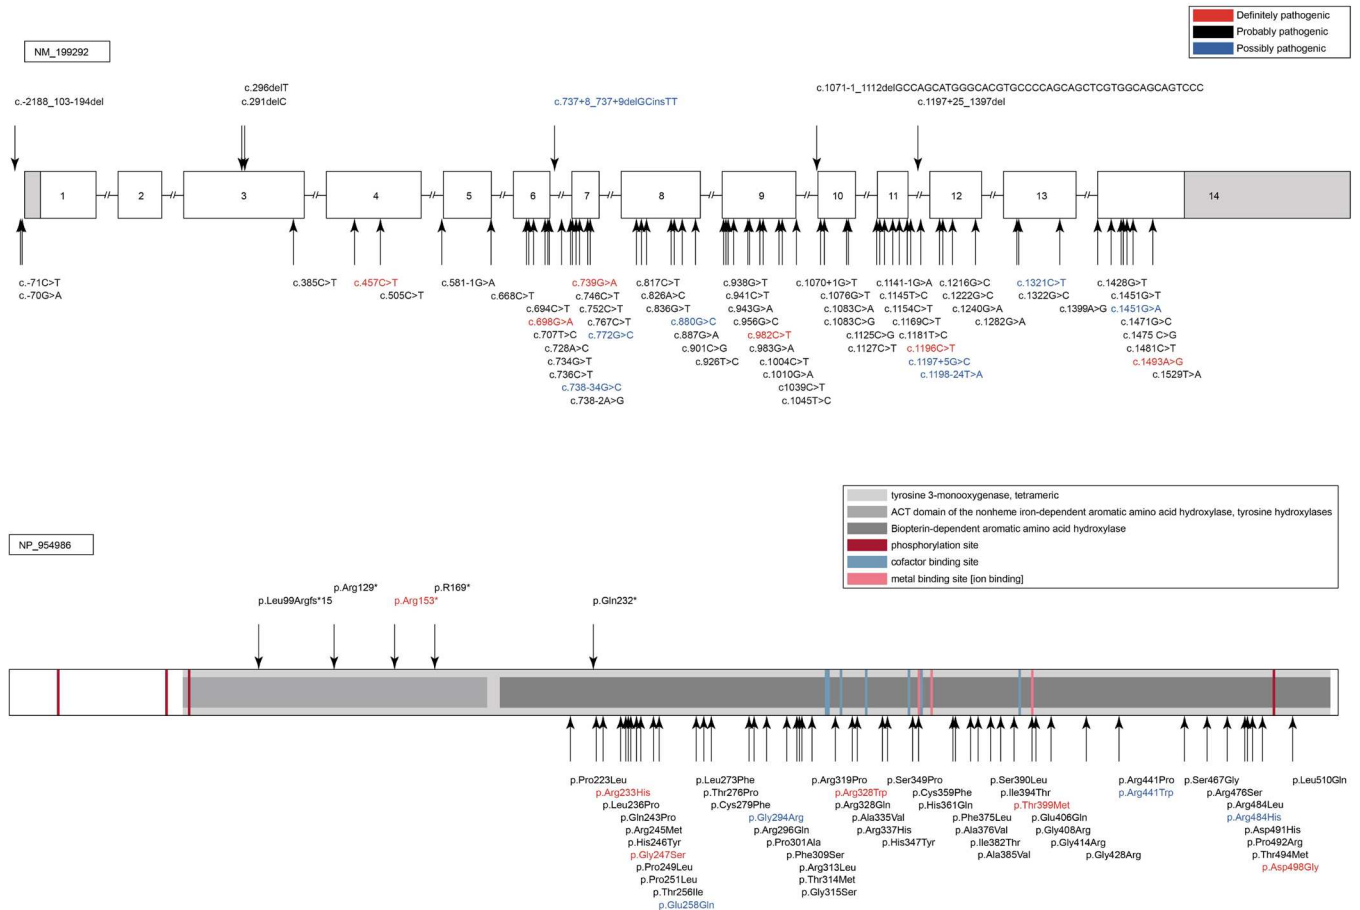 Definitely pathogenic
Probably pathogenic
Possibly pathogenic
NM_199292
c.-2188_103-194del
c.296delT
c.291delC
c.737+8_737+9delGCinsTT
c.1071-1_1112delGCCAGCATGGGCACGTGCCCCAGCAGCTCGTGGCAGCAGTCCC
c.1197+25_1397del
1
2
3
4
5
6
7
8
9
10
11
12
13
14
c.-71C>T
c.-70G>A
c.385C>T
c.457C>T
c.505C>T
c.581-1G>A
c.668C>T
c.694C>T
c.698G>A
c.707T>C
c.728A>C
c.734G>T
c.736C>T
c.738-34G>C
c.738-2A>G
c.739G>A
c.746C>T
c.752C>T
c.767C>T
c.772G>C
c.817C>T
c.826A>C
c.836G>T
c.880G>C
c.887G>A
c.901C>G
c.926T>C
c.938G>T
c.941C>T
c.943G>A
c.956G>C
c.982C>T
c.983G>A
c.1004C>T
c.1010G>A
c1039C>T
c.1045T>C
c.1070+1G>T
c.1076G>T
c.1083C>A
c.1083C>G
c.1125C>G
c.1127C>T
c.1141-1G>A
c.1145T>C
c.1154C>T
c.1169C>T
c.1181T>C
c.1196C>T
c.1197+5G>C
c.1198-24T>A
c.1216G>C
c.1222G>C
c.1240G>A
c.1282G>A
c.1321C>T
c.1322G>C
c.1399A>G
c.1428G>T
c.1451G>T
c.1451G>A
c.1471G>C
c.1475 C>G
c.1481C>T
c.1493A>G
c.1529T>A
tyrosine 3-monooxygenase, tetrameric
ACT domain of the nonheme iron-dependent aromatic amino acid hydroxylase, tyrosine hydroxylases
Biopterin-dependent aromatic amino acid hydroxylase
phosphorylation site
cofactor binding site
metal binding site [ion binding]
NP_954986
p.Leu99Argfs*15
p.Arg129*
p.Arg153*
p.R169*
p.Gln232*
p.Pro223Leu
p.Arg233His
p.Leu236Pro
p.Gln243Pro
p.Arg245Met
p.His246Tyr
p.Gly247Ser
p.Pro249Leu
p.Pro251Leu
p.Thr256Ile
p.Glu258Gln
p.Leu273Phe
p.Thr276Pro
p.Cys279Phe
p.Gly294Arg
p.Arg296Gln
p.Pro301Ala
p.Phe309Ser
p.Arg313Leu
p.Thr314Met
p.Gly315Ser
p.Arg319Pro
p.Arg328Trp
p.Arg328Gln
p.Ala335Val
p.Arg337His
p.His347Tyr
p.Ser349Pro
p.Cys359Phe
p.His361Gln
p.Phe375Leu
p.Ala376Val
p.Ile382Thr
p.Ala385Val
p.Ser390Leu
p.Ile394Thr
p.Thr399Met
p.Glu406Gln
p.Gly408Arg
p.Gly414Arg
p.Gly428Arg
p.Arg441Pro
p.Arg441Trp
p.Ser467Gly
p.Arg476Ser
p.Arg484Leu
p.Arg484His
p.Asp491His
p.Pro492Arg
p.Thr494Met
p.Asp498Gly
p.Leu510Gln